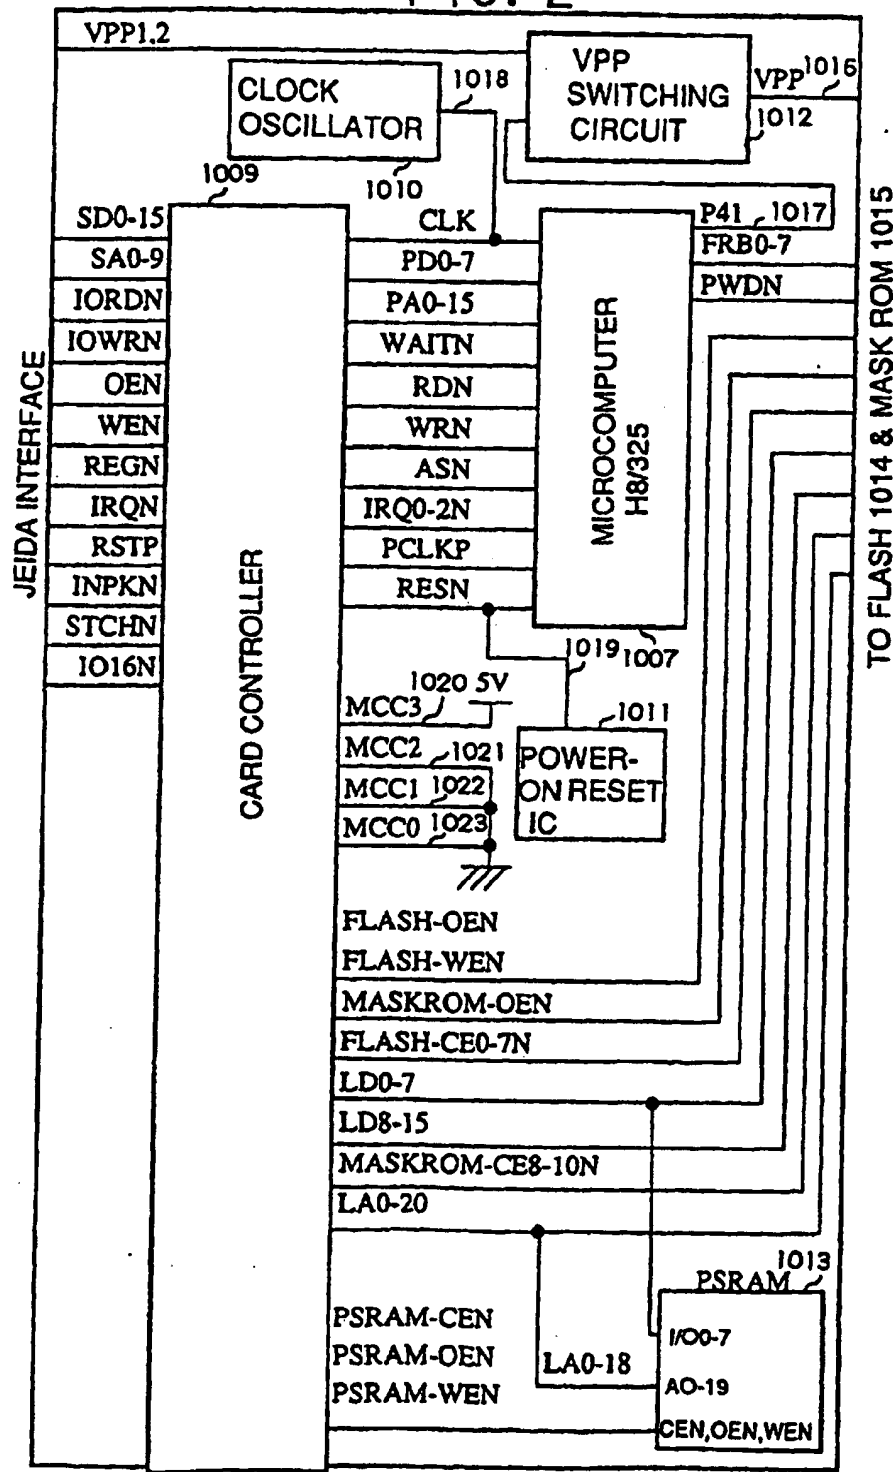 FIG. 2
VPP1,2
CLOCK
OSCILLATOR
1018
1010
VPP
SWITCHING
CIRCUIT
VPP 1016
1012
1009
JEIDA INTERFACE
SD0-15
SA0-9
IORDN
IOWRN
OEN
WEN
REGN
IRQN
RSTP
INPKN
STCHN
IO16N
CARD CONTROLLER
CLK
PD0-7
PA0-15
WAITN
RDN
WRN
ASN
IRQ0-2N
PCLKP
RESN
MICROCOMPUTER
H8/325
1007
P41 1017
FRB0-7
PWDN
TO FLASH 1014 & MASK ROM 1015
1019
1011
POWER-
ON RESET
IC
MCC3 1020 5V
MCC2 1021
MCC1 1022
MCC0 1023
FLASH-OEN
FLASH-WEN
MASKROM-OEN
FLASH-CE0-7N
LD0-7
LD8-15
MASKROM-CE8-10N
LA0-20
PSRAM-CEN
PSRAM-OEN
PSRAM-WEN
LA0-18
1013
PSRAM
I/O0-7
AO-19
CEN,OEN,WEN